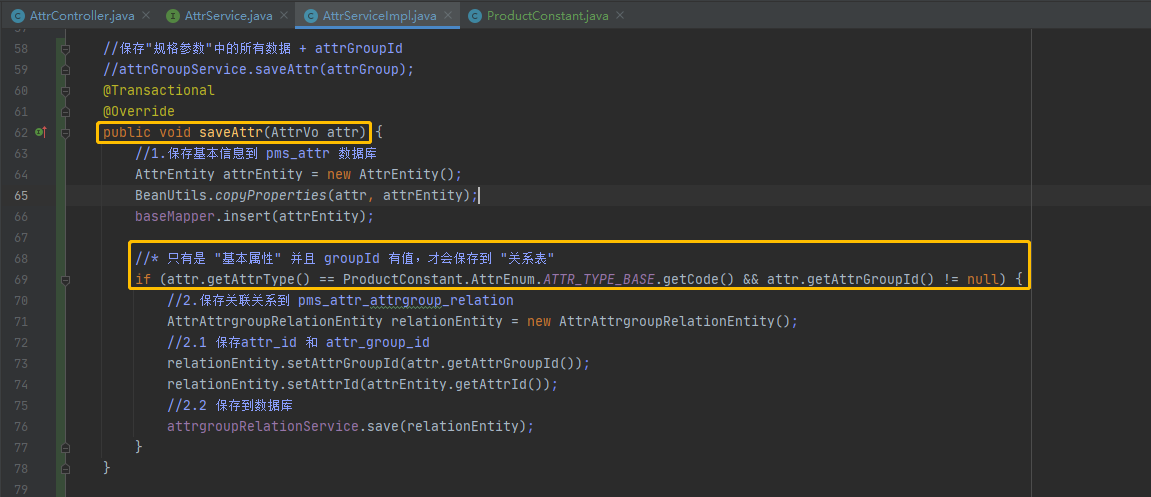 AttrController.java AttrService.java AttrServiceImpl.java ProductConstant.java
58 //保存"规格参数"中的所有数据 + attrGroupId
59 //attrGroupService.saveAttr(attrGroup);
60 @Transactional
61 @Override
62 public void saveAttr(AttrVo attr) {
63 //1.保存基本信息到 pms_attr 数据库
64 AttrEntity attrEntity = new AttrEntity();
65 BeanUtils.copyProperties(attr, attrEntity);
66 baseMapper.insert(attrEntity);
67
68 //* 只有是 "基本属性" 并且 groupId 有值，才会保存到 "关系表"
69 if (attr.getAttrType() == ProductConstant.AttrEnum.ATTR_TYPE_BASE.getCode() && attr.getAttrGroupId() != null) {
70 //2.保存关联关系到 pms_attr_attrgroup_relation
71 AttrAttrgroupRelationEntity relationEntity = new AttrAttrgroupRelationEntity();
72 //2.1 保存attr_id 和 attr_group_id
73 relationEntity.setAttrGroupId(attr.getAttrGroupId());
74 relationEntity.setAttrId(attrEntity.getAttrId());
75 //2.2 保存到数据库
76 attrgroupRelationService.save(relationEntity);
77 }
78 }
79